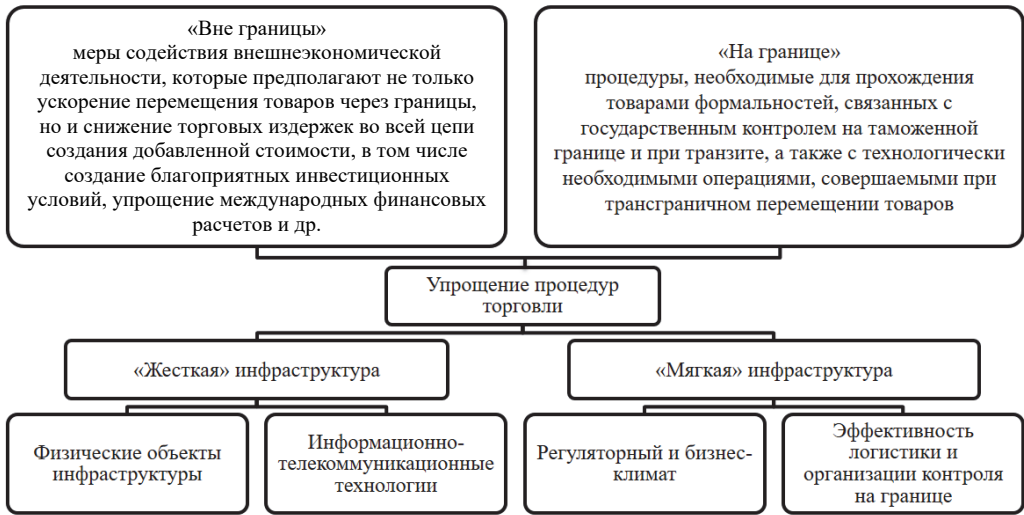 «Вне границы»
меры содействия внешнеэкономической
деятельности, которые предполагают не только
ускорение перемещения товаров через границы,
но и снижение торговых издержек во всей цепи
создания добавленной стоимости, в том числе
создание благоприятных инвестиционных
условий, упрощение международных финансовых
расчетов и др.
«На границе»
процедуры, необходимые для прохождения
товарами формальностей, связанных с
государственным контролем на таможенной
границе и при транзите, а также с технологически
необходимыми операциями, совершаемыми при
трансграничном перемещении товаров
Упрощение процедур
торговли
«Жесткая» инфраструктура
«Мягкая» инфраструктура
Физические объекты
инфраструктуры
Информационно-
телекоммуникационные
технологии
Регуляторный и бизнес-
климат
Эффективность
логистики и
организации контроля
на границе